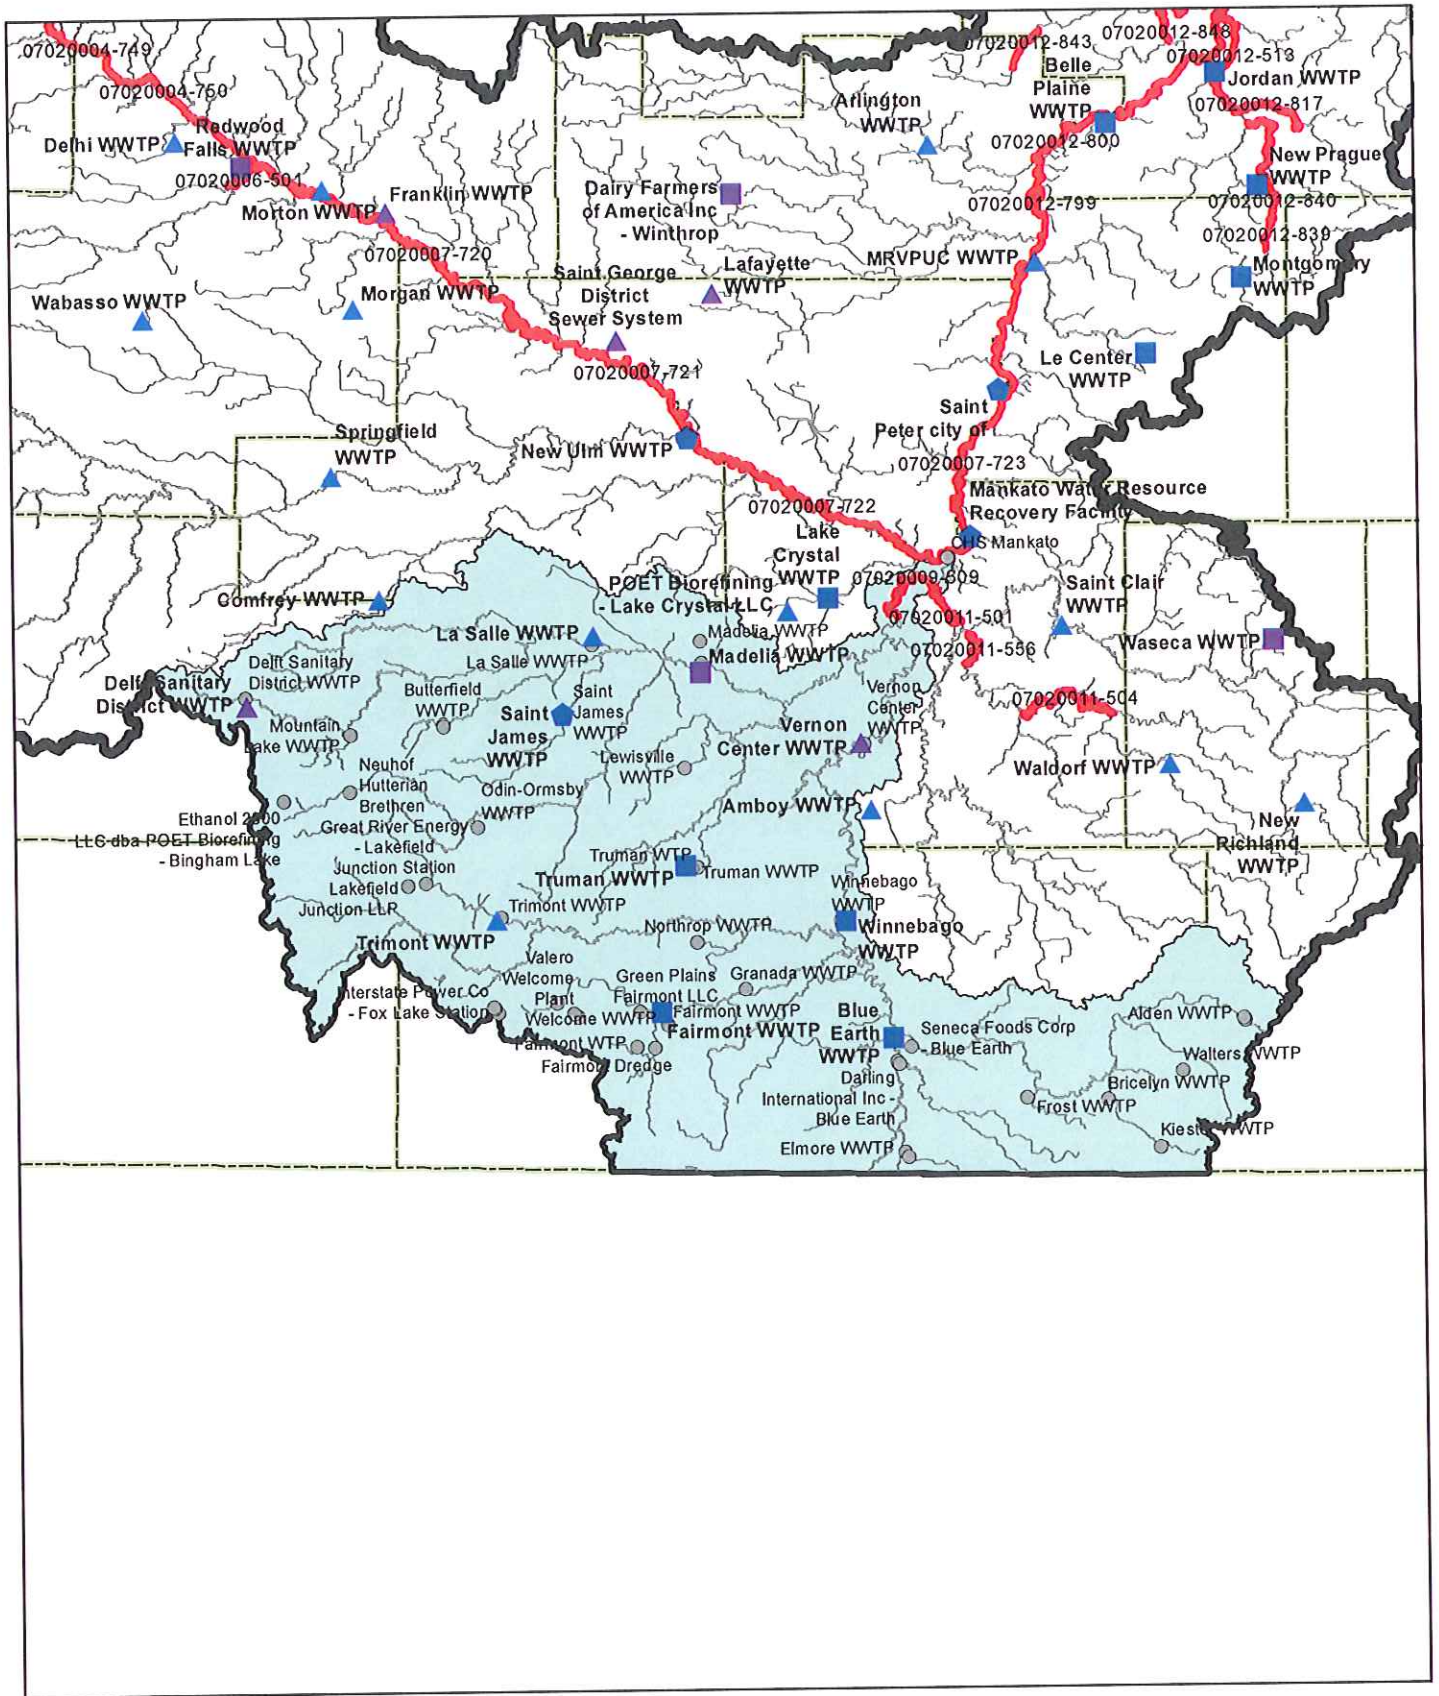 07020004-749
07020004-750
Delhi WWTP
Redwood
Falls WWTP
07020006-501
Morton WWTP
Franklin WWTP
07020007-720
Wabasso WWTP
Morgan WWTP
Dairy Farmers
of America Inc
- Winthrop
Saint George
District
Sewer System
Lafayette
WWTP
07020007-721
Arlington
WWTP
07020012-843
Belle
Plaine
WWTP
07020012-848
07020012-513
Jordan WWTP
07020012-817
07020012-800
New Prague
WWTP
07020012-840
07020012-799
07020012-839
MRVPUC WWTP
Montgomery
WWTP
Le Center
WWTP
Saint
Peter city of
07020007-723
Springfield
WWTP
New Ulm WWTP
07020007-722
Mankato Water Resource
Recovery Facility
CHS Mankato
Lake
Crystal
WWTP
07020009-509
POET Biorefining
- Lake Crystal LLC
07020011-501
07020011-556
Saint Clair
WWTP
Waseca WWTP
07020011-504
Waldorf WWTP
New
Richland
WWTP
Comfrey WWTP
La Salle WWTP
La Salle WWTP
Madelia WWTP
Madelia WWTP
Delft Sanitary
District WWTP
Delft Sanitary
District WWTP
Mountain
Lake WWTP
Butterfield
WWTP
Saint
James
WWTP
Saint
James
WWTP
Lewisville
WWTP
Vernon
Center
WWTP
Vernon
Center WWTP
Amboy WWTP
Neuhof
Hutterian
Brethren
Odin-Ormsby
WWTP
Ethanol 2000
LLC dba POET Biorefining
- Bingham Lake
Great River Energy
- Lakefield
Junction Station
Lakefield
Junction LLP
Truman WTP
Truman WWTP
Truman WWTP
Trimont WWTP
Trimont WWTP
Winnebago
WWTP
Winnebago
WWTP
Northrop WWTP
Valero
Welcome
Plant
Welcome WWTP
Interstate Power Co
- Fox Lake Station
Green Plains
Fairmont LLC
Granada WWTP
Fairmont WWTP
Fairmont WWTP
Fairmont WTP
Fairmont Dredge
Blue
Earth
WWTP
Seneca Foods Corp
- Blue Earth
Darling
International Inc -
Blue Earth
Elmore WWTP
Alden WWTP
Walters WWTP
Bricelyn WWTP
Frost WWTP
Kiester WWTP